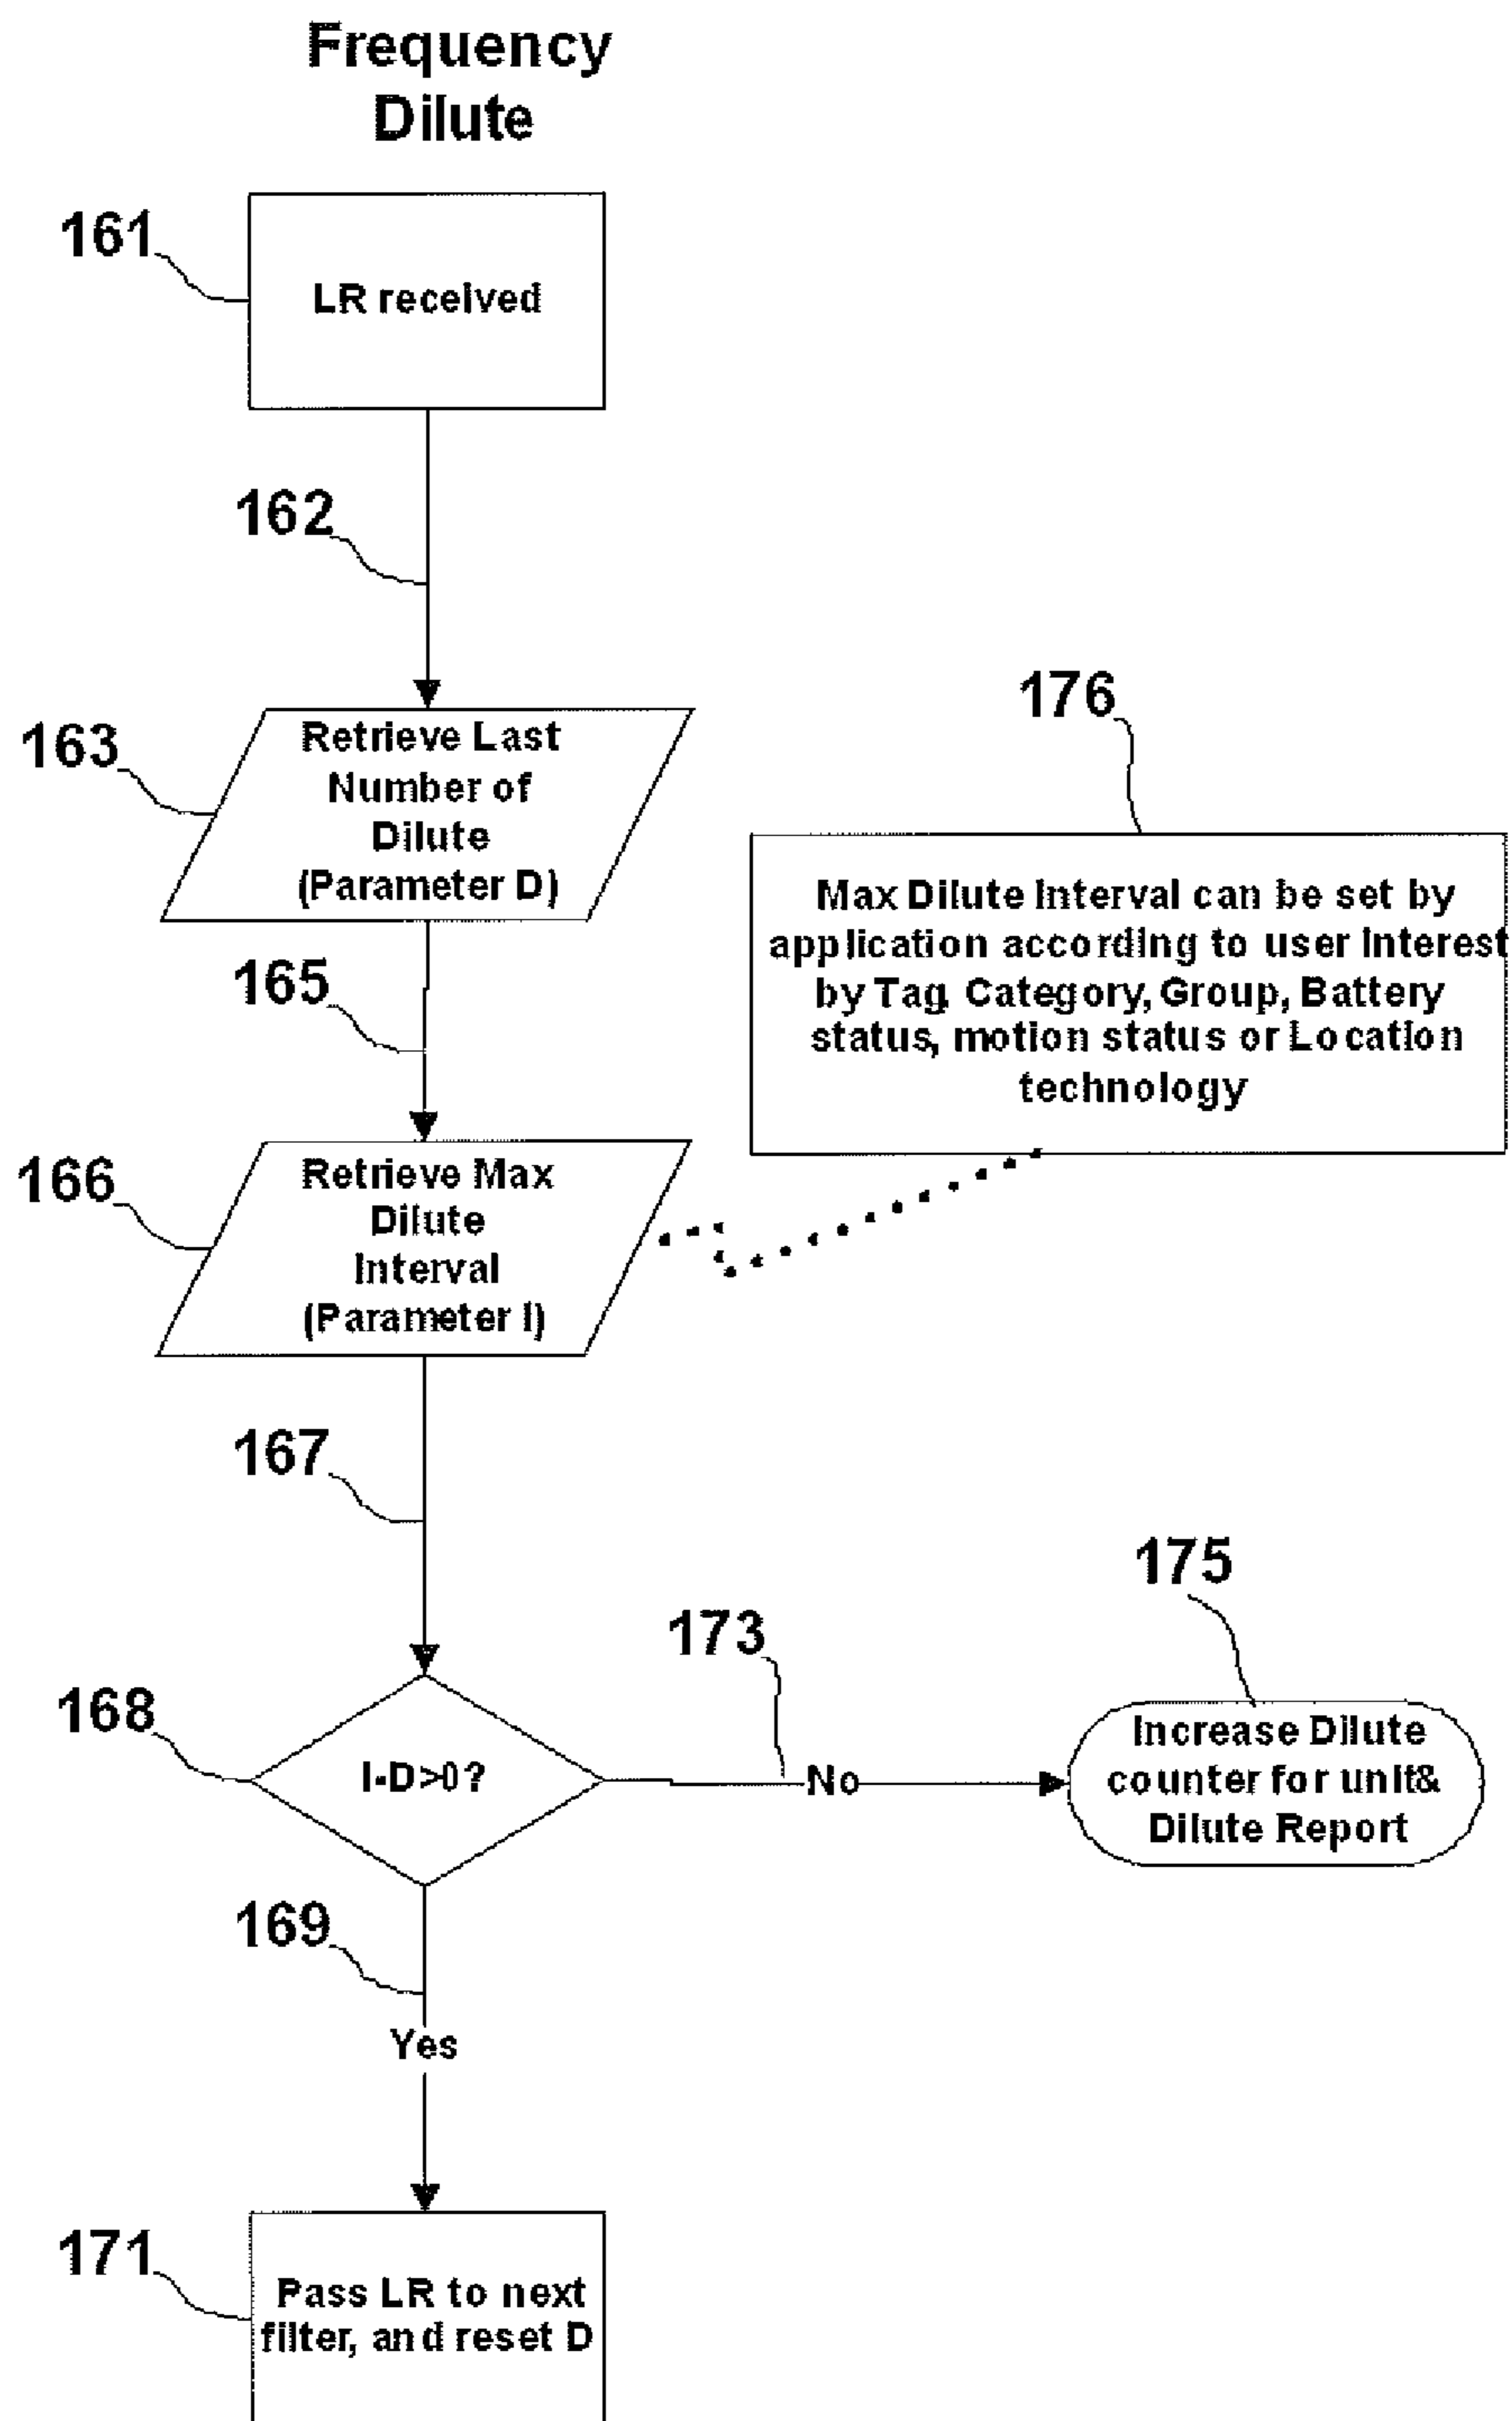 Frequency
Dilute
161
LR received
162
163
Retrieve Last
Number of
Dilute
(Parameter D)
176
Max Dilute Interval can be set by
application according to user interest
by Tag, Category, Group, Battery
status, motion status or Location
technology
165
166
Retrieve Max
Dilute
Interval
(Parameter I)
167
168
I-D>0?
173
No
175
Increase Dilute
counter for unit&
Dilute Report
169
Yes
171
Pass LR to next
filter, and reset D